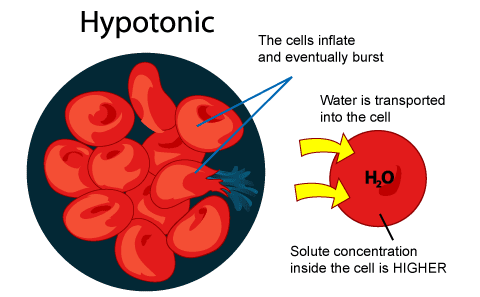 Hypotonic
The cells inflate
and eventually burst
Water is transported
into the cell
H₂O
Solute concentration
inside the cell is HIGHER